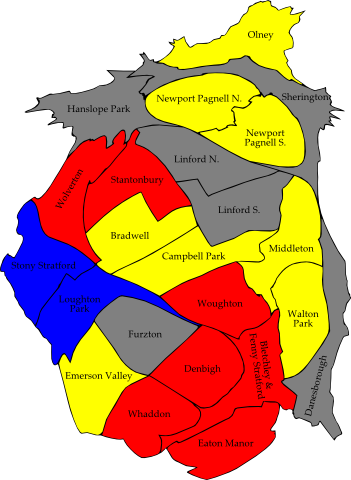 Olney
Newport Pagnell N.
Sherington
Hanslope Park
Newport
Pagnell S.
Linford N.
Stantonbury
Wolverton
Linford S.
Bradwell
Middleton
Campbell Park
Stony Stratford
Loughton
Park
Woughton
Walton
Park
Furzton
Bletchley &
Fenny Stratford
Denbigh
Emerson Valley
Danesborough
Whaddon
Eaton Manor